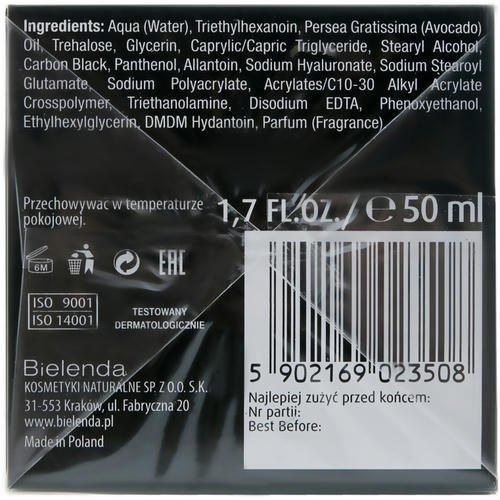 Ingredients: Aqua (Water), Triethylhexanoin, Persea Gratissima (Avocado)
Oil, Trehalose, Glycerin, Caprylic/Capric Triglyceride, Stearyl Alcohol,
Carbon Black, Panthenol, Allantoin, Sodium Hyaluronate, Sodium Stearoyl
Glutamate, Sodium Polyacrylate, Acrylates/C10-30 Alkyl Acrylate
Crosspolymer, Triethanolamine, Disodium EDTA, Phenoxyethanol,
Ethylhexylglycerin, DMDM Hydantoin, Parfum (Fragrance).
Przechowywac w temperaturze
pokojowej.
1,7 FL.OZ. / ℮ 50 ml
6M
EAC
ISO 9001
ISO 14001
TESTOWANY
DERMATOLOGICZNIE
Bielenda
KOSMETYKI NATURALNE SP. Z O.O. S.K.
31-553 Kraków, ul. Fabryczna 20
www.bielenda.pl
Made in Poland
5 902169 023508
Najlepiej zużyć przed końcem:
Nr partii:
Best Before: